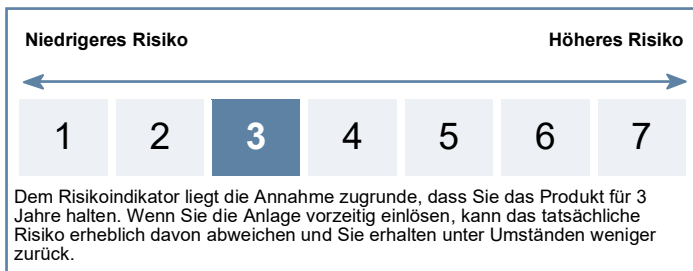 Niedrigeres Risiko Höheres Risiko
1 2 3 4 5 6 7
Dem Risikoindikator liegt die Annahme zugrunde, dass Sie das Produkt für 3
Jahre halten. Wenn Sie die Anlage vorzeitig einlösen, kann das tatsächliche
Risiko erheblich davon abweichen und Sie erhalten unter Umständen weniger
zurück.